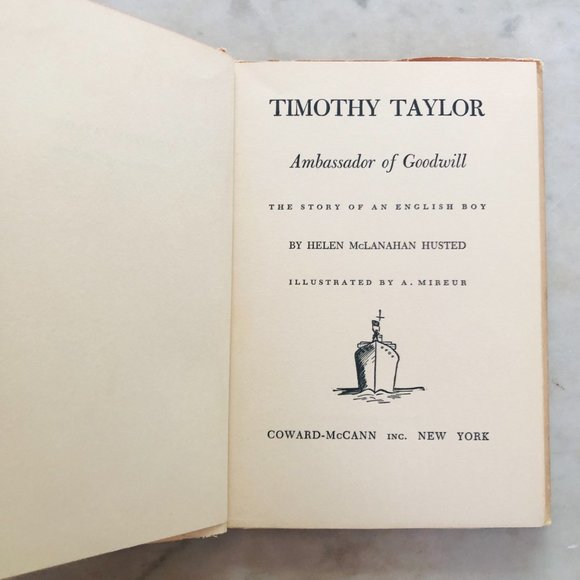 TIMOTHY TAYLOR
Ambassador of Goodwill
THE STORY OF AN ENGLISH BOY
BY HELEN McLANAHAN HUSTED
ILLUSTRATED BY A. MIREUR
COWARD-McCANN INC. NEW YORK